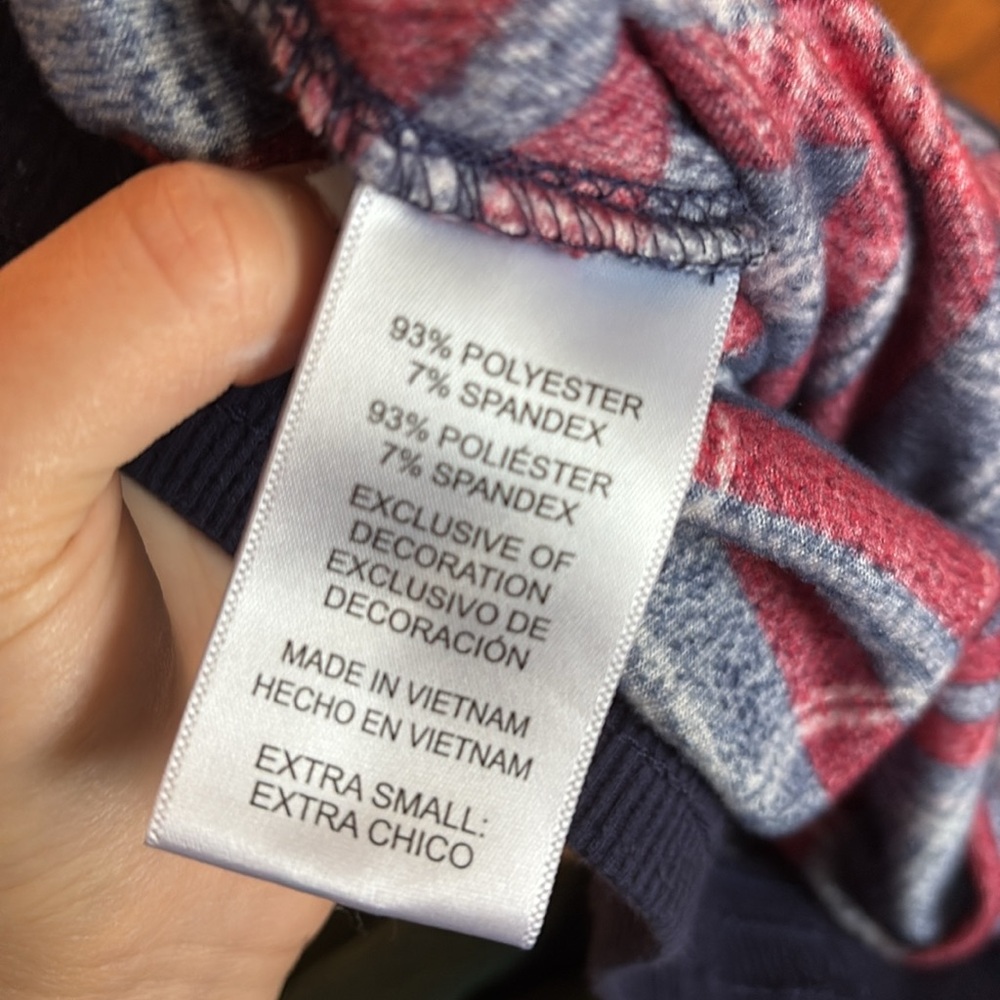 93% POLYESTER
7% SPANDEX
93% POLIÉSTER
7% SPANDEX
EXCLUSIVE OF
DECORATION
EXCLUSIVO DE
DECORACIÓN
MADE IN VIETNAM
HECHO EN VIETNAM
EXTRA SMALL:
EXTRA CHICO